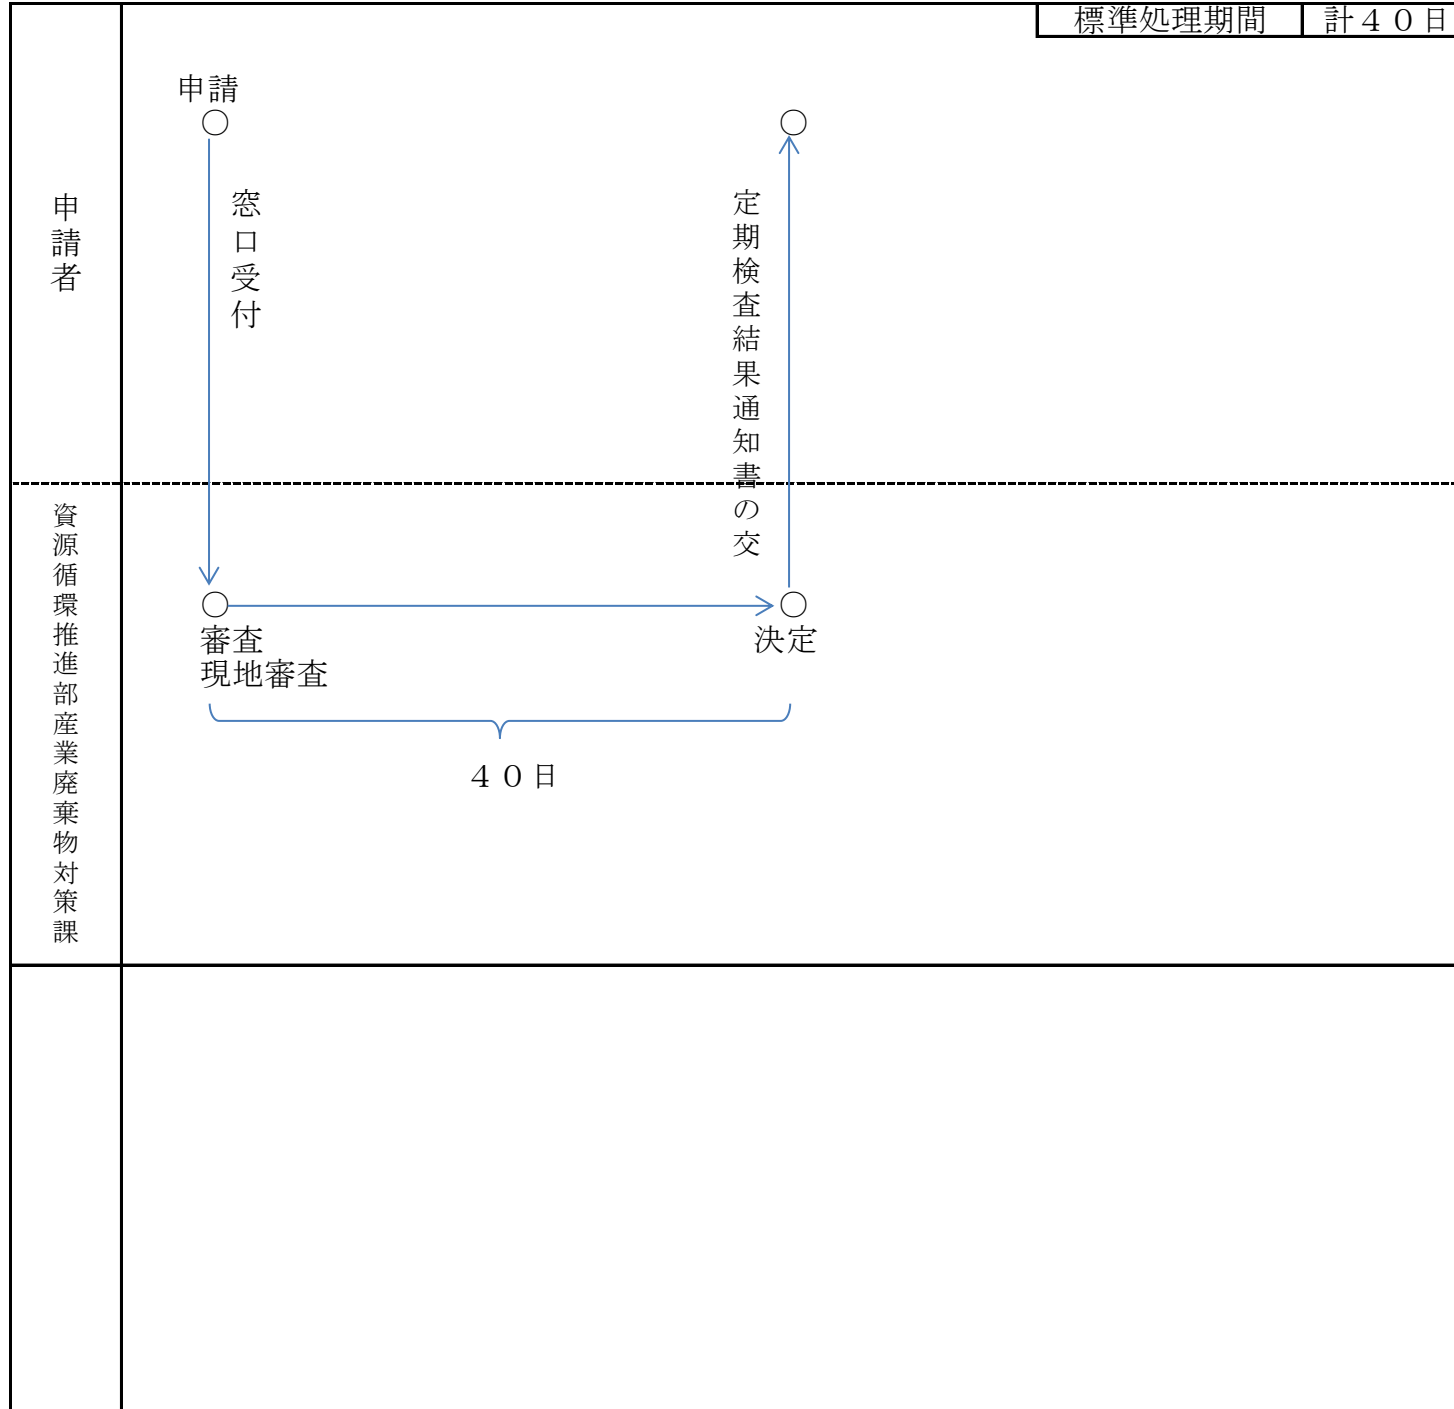 標準処理期間 計４０日
申請
申請者
窓口受付
定期検査結果通知書の交
資源循環推進部産業廃棄物対策課
審査
現地審査
決定
４０日